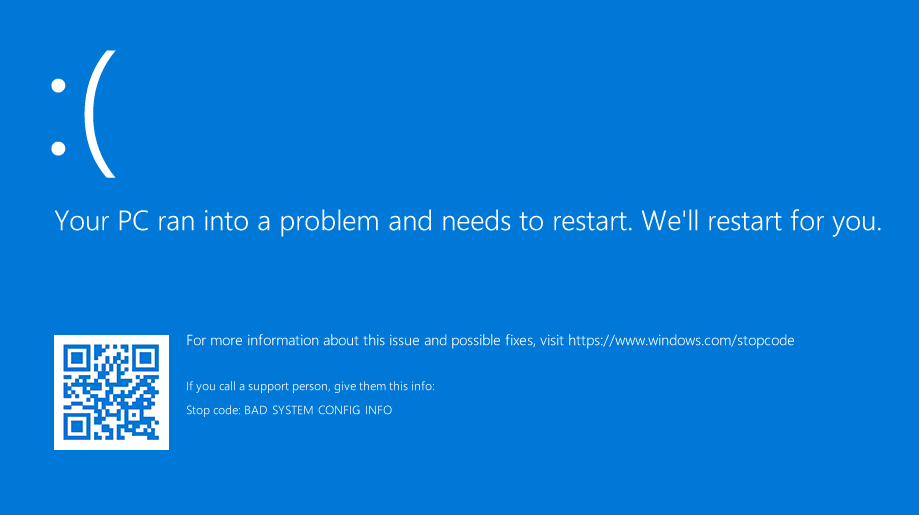 :(
Your PC ran into a problem and needs to restart. We'll restart for you.
For more information about this issue and possible fixes, visit https://www.windows.com/stopcode
If you call a support person, give them this info:
Stop code: BAD SYSTEM CONFIG INFO